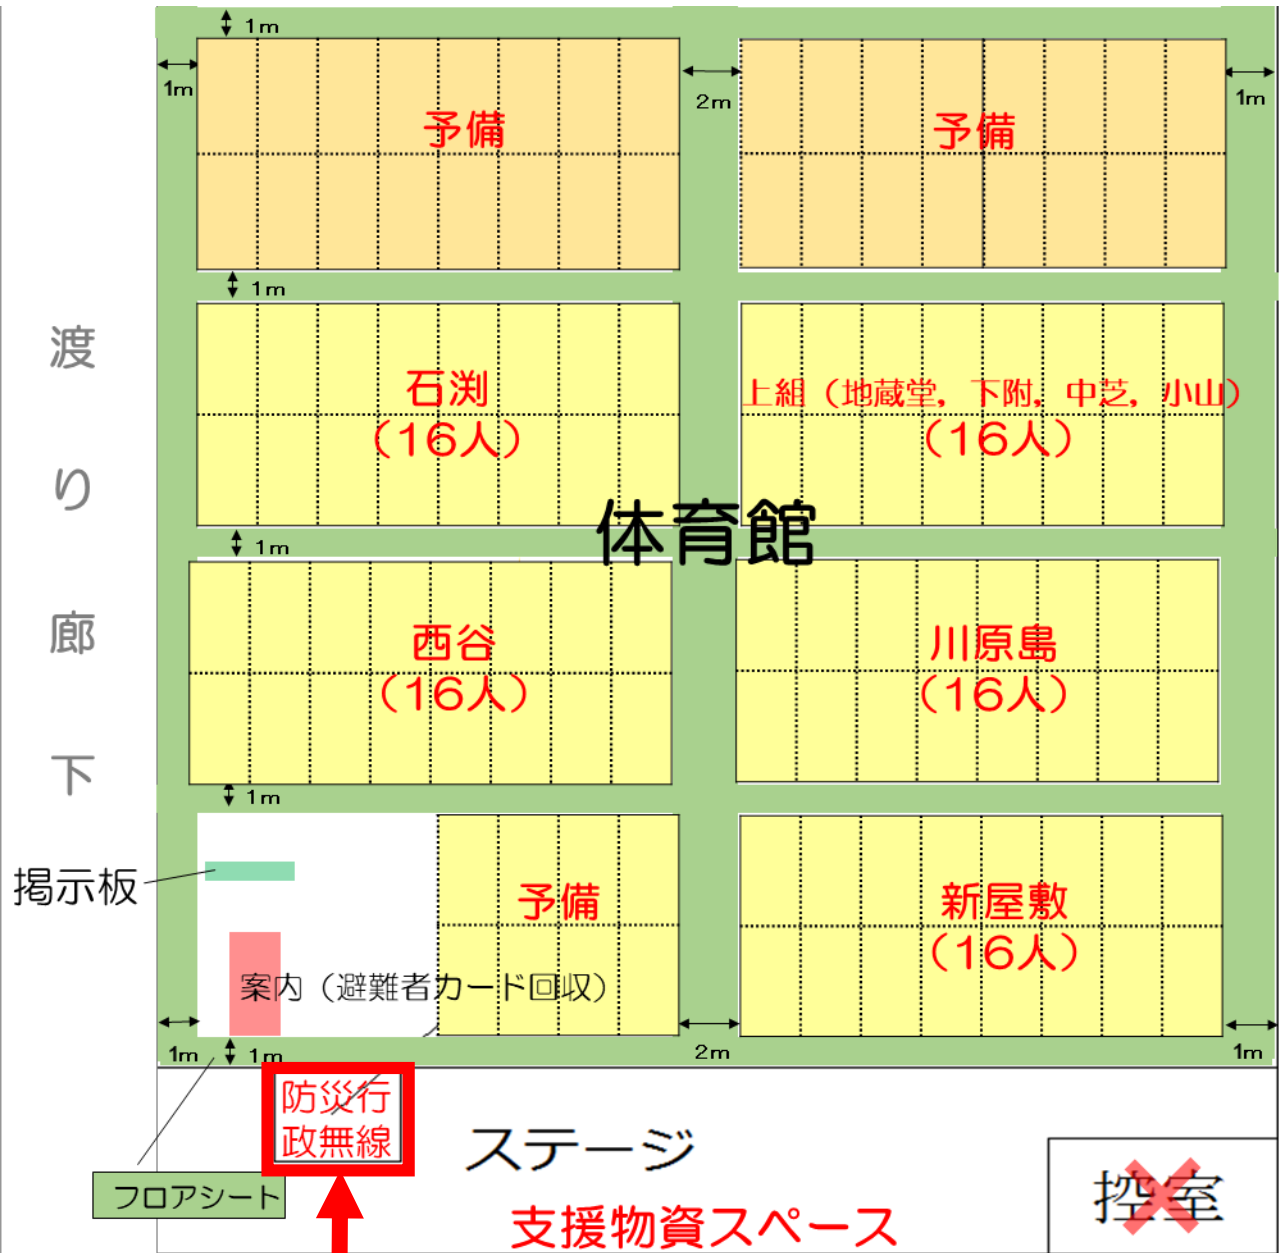 1m
1m
2m
1m
予備
予備
1m
石渕
(16人)
上組（地蔵堂，下附，中芝，小山）
(16人)
体育館
1m
西谷
(16人)
川原島
(16人)
渡り廊下
1m
掲示板
予備
新屋敷
(16人)
案内（避難者カード回収）
1m
1m
2m
1m
防災行
政無線
ステージ
フロアシート
控室
支援物資スペース